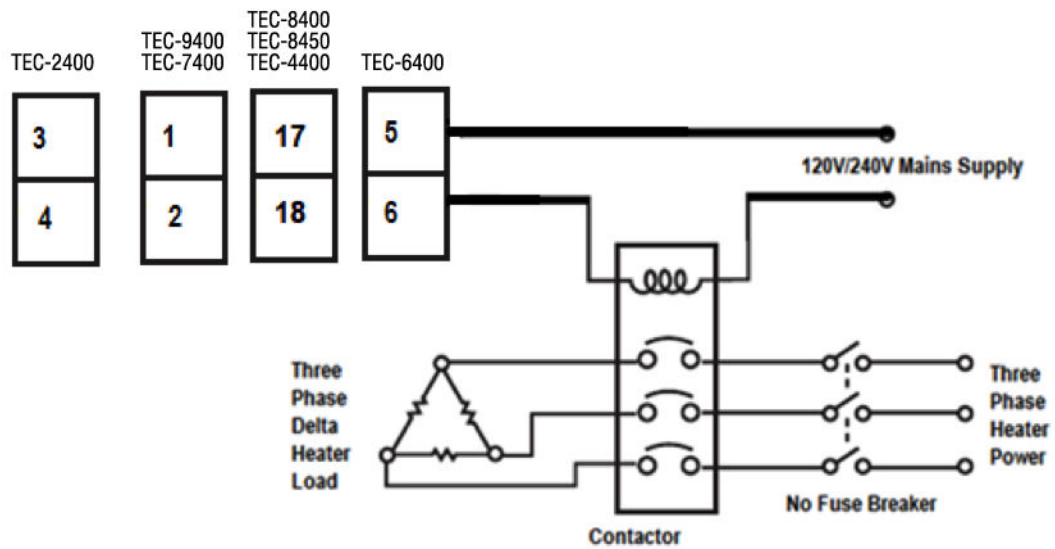 TEC-2400
TEC-9400
TEC-7400
TEC-8400
TEC-8450
TEC-4400
TEC-6400
3
1
17
5
4
2
18
6
120V/240V Mains Supply
Three
Phase
Delta
Heater
Load
Three
Phase
Heater
Power
No Fuse Breaker
Contactor